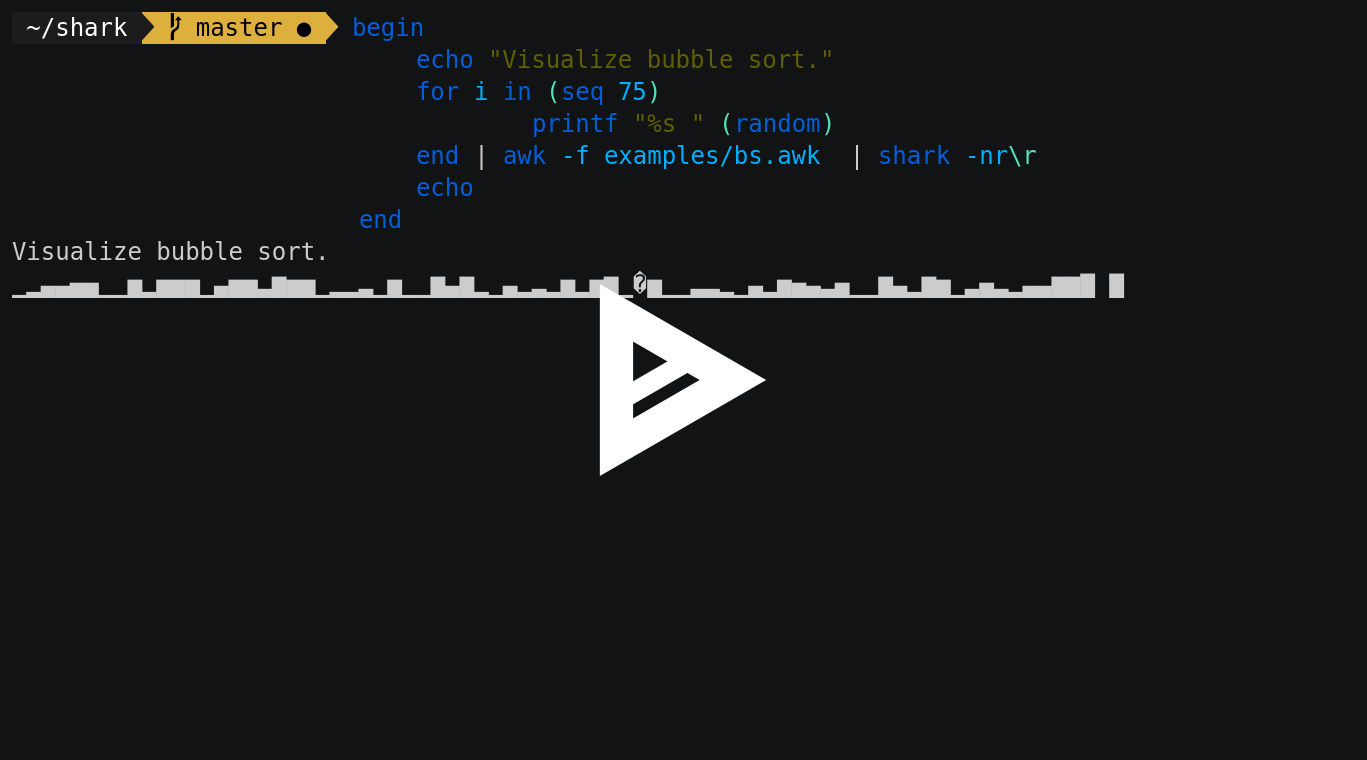 ~/shark master ● begin
echo "Visualize bubble sort."
for i in (seq 75)
printf "%s " (random)
end | awk -f examples/bs.awk  | shark -nr\r
echo
end
Visualize bubble sort.